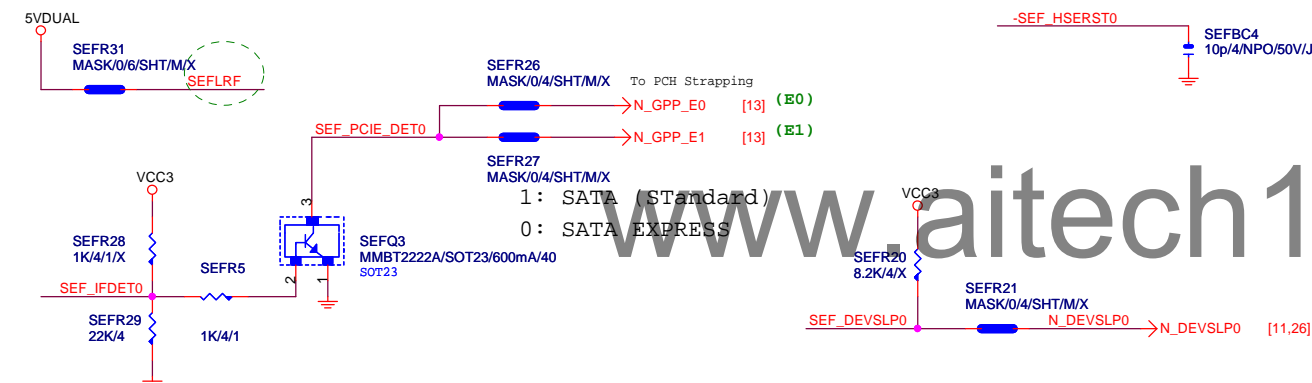 5VDUAL
SEFR31
MASK/0/6/SHT/M/X
SEFLRF
-SEF_HSERST0
SEFBC4
10p/4/NPO/50V/J
SEFR26
MASK/0/4/SHT/M/X
To PCH Strapping
N_GPP_E0 [13] (E0)
SEF_PCIE_DET0
N_GPP_E1 [13] (E1)
SEFR27
MASK/0/4/SHT/M/X
1: SATA (STandard)
0: SATA EXPRESS
www.aitech1
VCC3
SEFR28
1K/4/1/X
SEFR5
3
SEFQ3
MMBT2222A/SOT23/600mA/40
SOT23
2
1
SEF_IFDET0
SEFR29
22K/4
1K/4/1
VCC3
SEFR20
8.2K/4/X
SEFR21
MASK/0/4/SHT/M/X
SEF_DEVSLP0
N_DEVSLP0
N_DEVSLP0 [11,26]